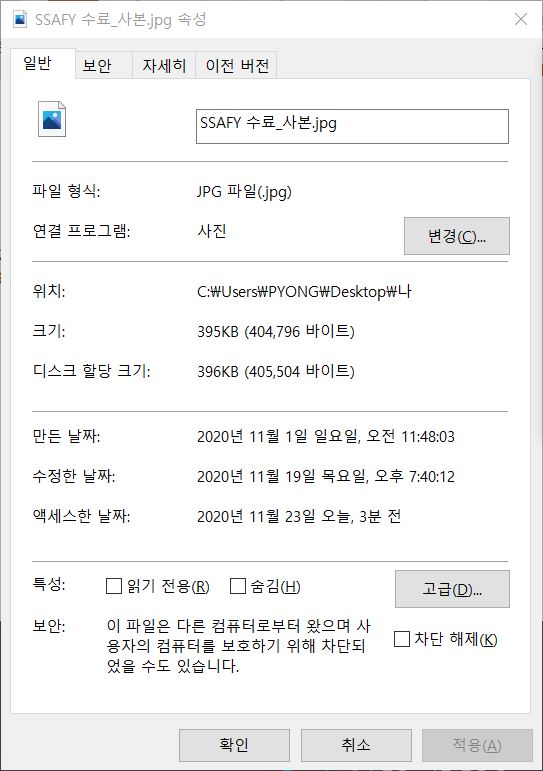 SSAFY 수료_사본.jpg 속성
일반 보안 자세히 이전 버전
SSAFY 수료_사본.jpg
파일 형식: JPG 파일(.jpg)
연결 프로그램: 사진 변경(C)...
위치: C:₩Users₩PYONG₩Desktop₩나
크기: 395KB (404,796 바이트)
디스크 할당 크기: 396KB (405,504 바이트)
만든 날짜: 2020년 11월 1일 일요일, 오전 11:48:03
수정한 날짜: 2020년 11월 19일 목요일, 오후 7:40:12
액세스한 날짜: 2020년 11월 23일 오늘, 3분 전
특성: 읽기 전용(R) 숨김(H) 고급(D)...
보안: 이 파일은 다른 컴퓨터로부터 왔으며 사
용자의 컴퓨터를 보호하기 위해 차단되 차단 해제(K)
었을 수도 있습니다.
확인 취소 적용(A)